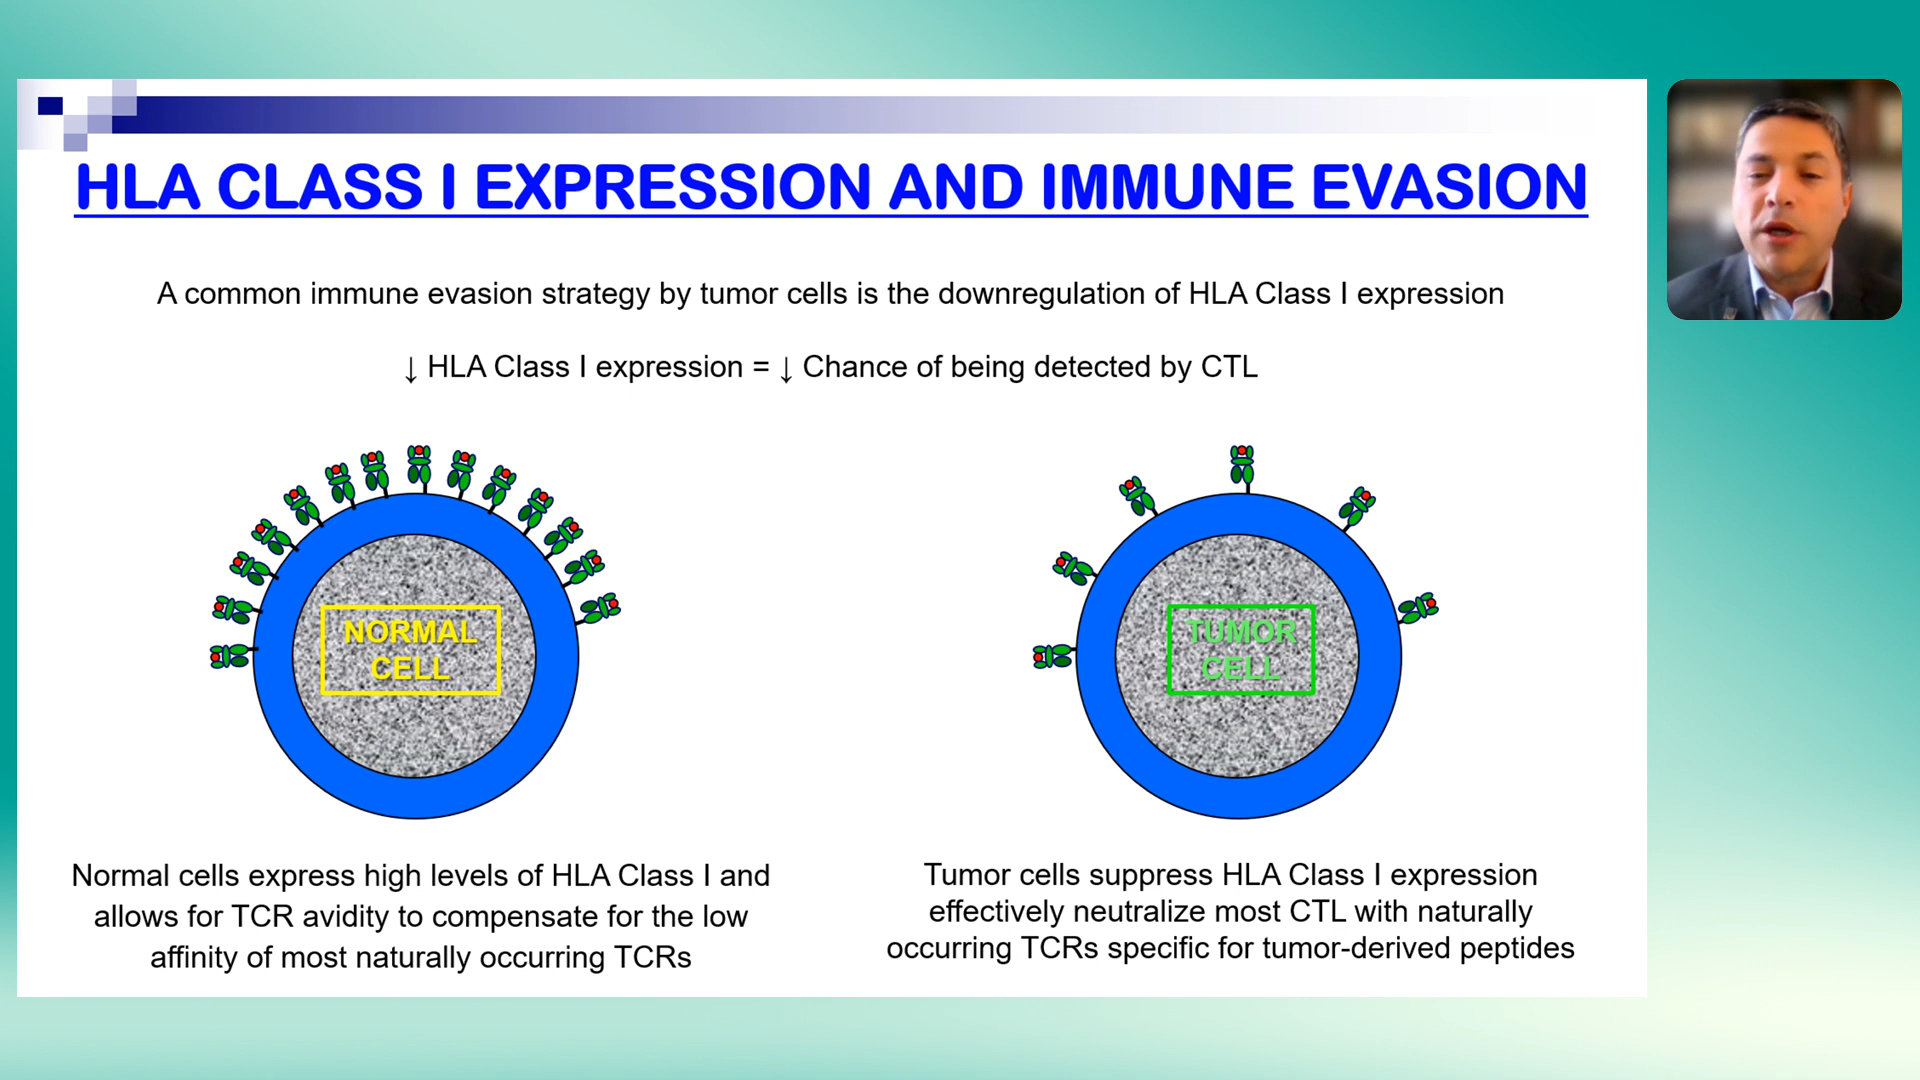 HLA CLASS I EXPRESSION AND IMMUNE EVASION
A common immune evasion strategy by tumor cells is the downregulation of HLA Class I expression
↓ HLA Class I expression = ↓ Chance of being detected by CTL
NORMAL
CELL
TUMOR
CELL
Normal cells express high levels of HLA Class I and
allows for TCR avidity to compensate for the low
affinity of most naturally occurring TCRs
Tumor cells suppress HLA Class I expression
effectively neutralize most CTL with naturally
occurring TCRs specific for tumor-derived peptides